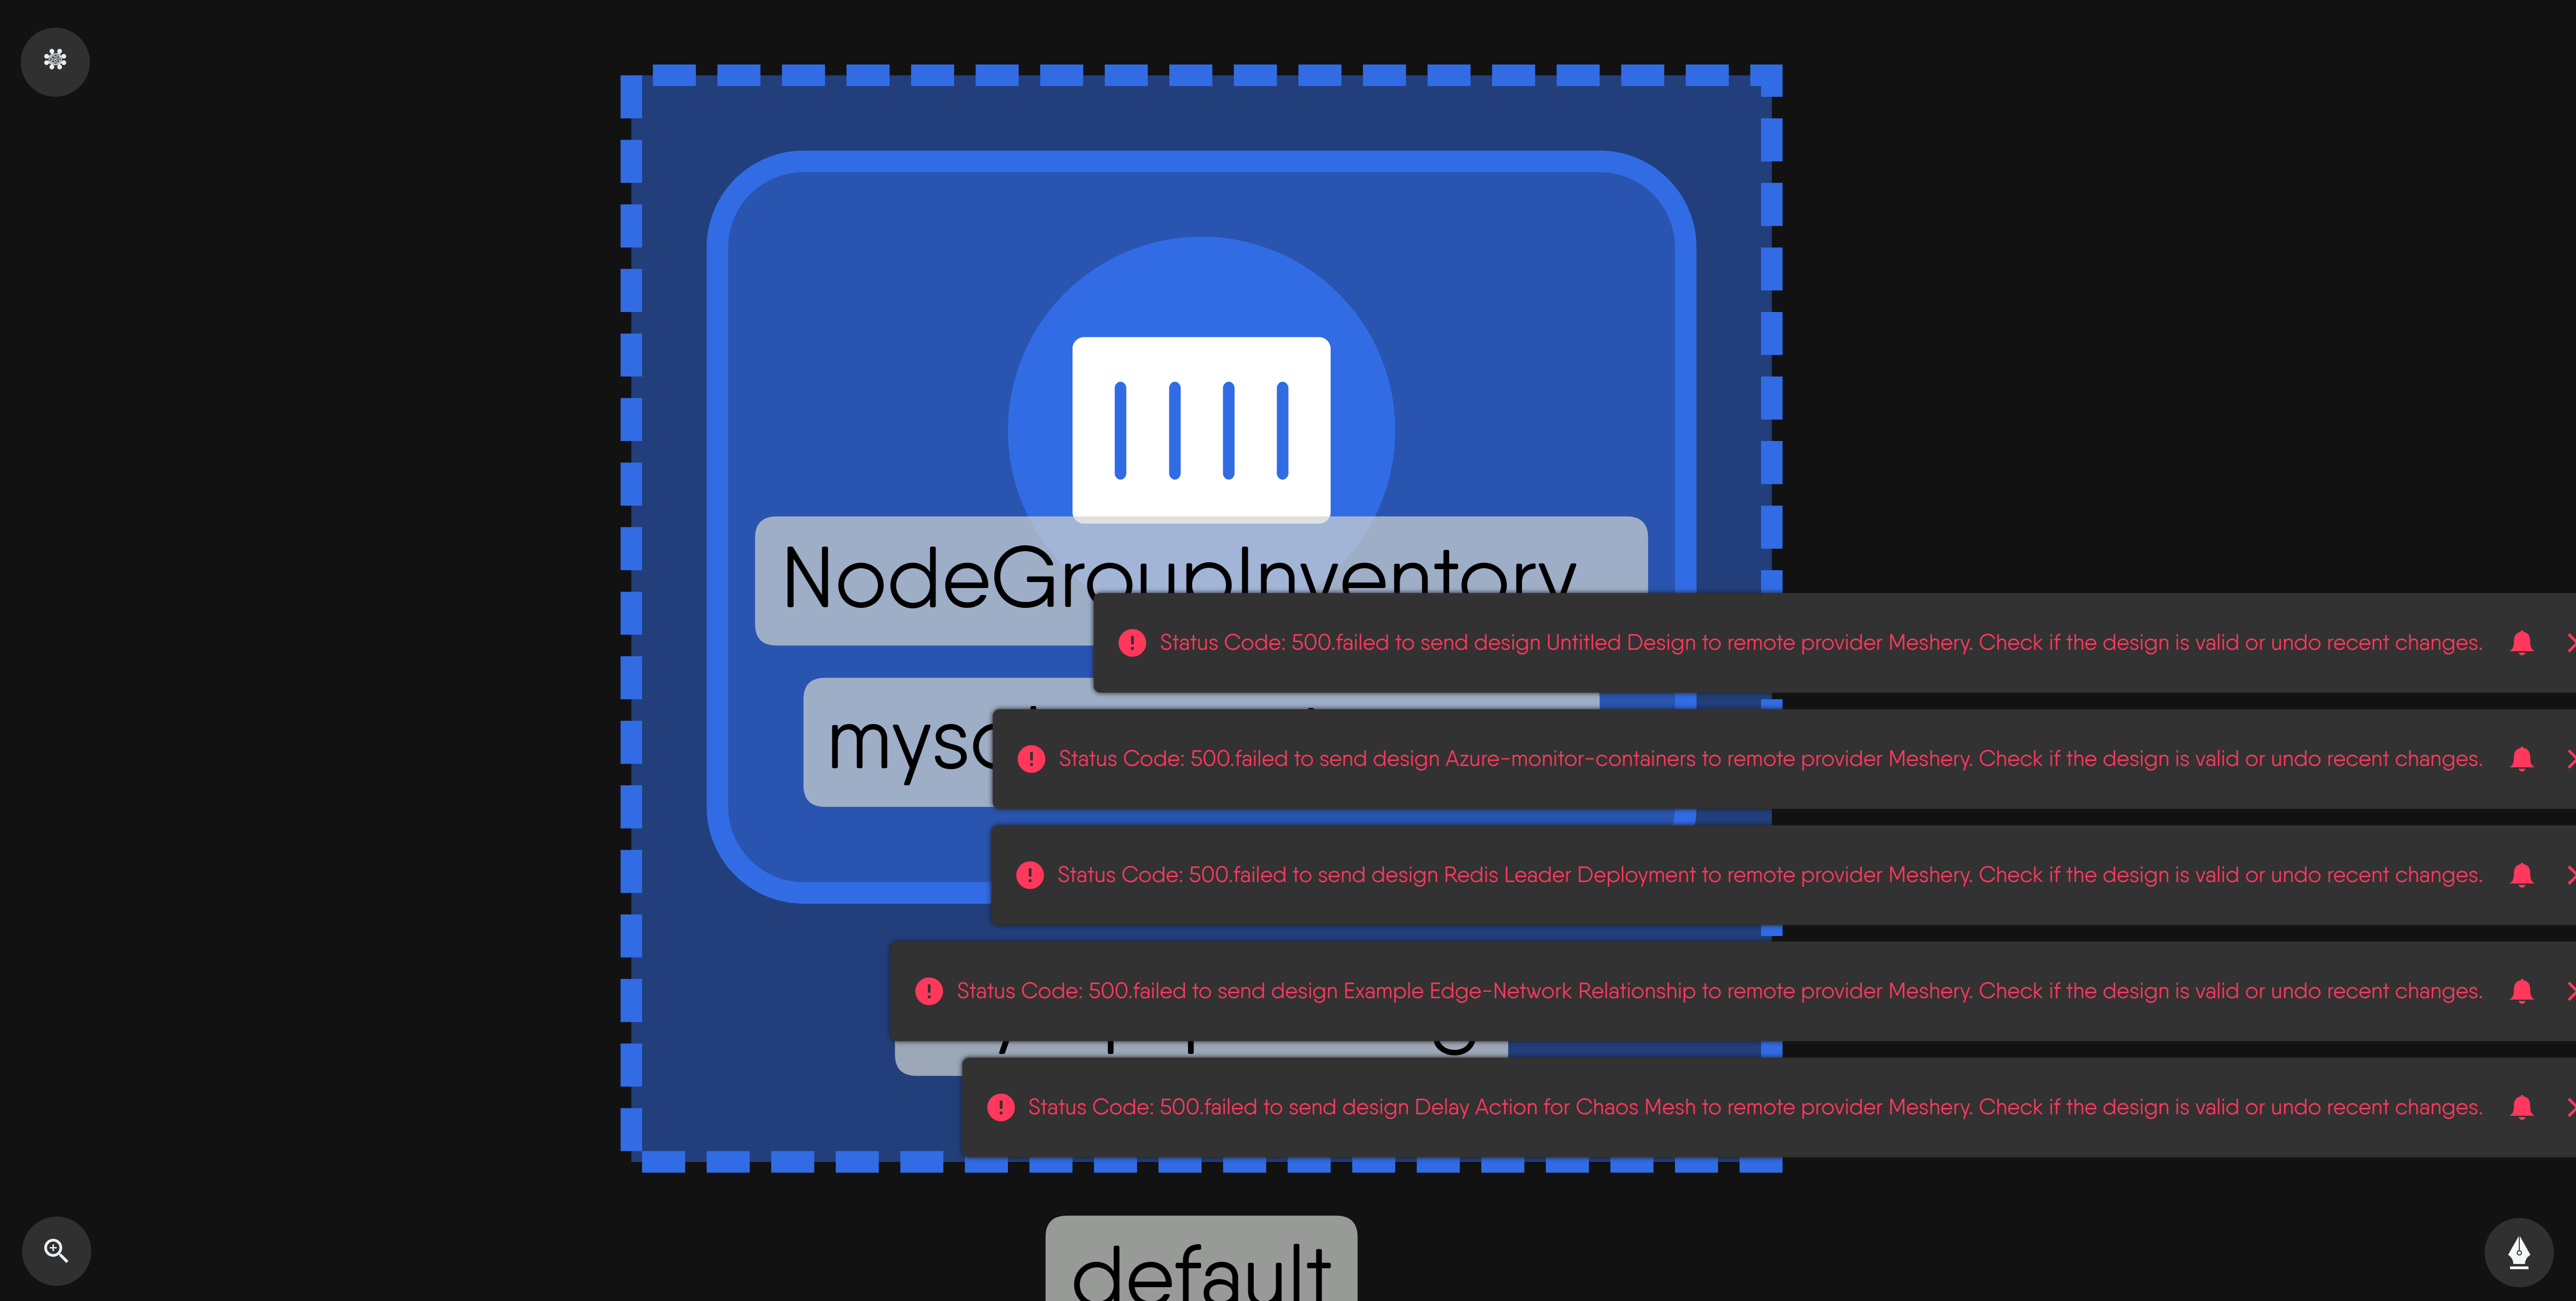 NodeGroupInventory
Status Code: 500.failed to send design Untitled Design to remote provider Meshery. Check if the design is valid or undo recent changes.
Status Code: 500.failed to send design Azure-monitor-containers to remote provider Meshery. Check if the design is valid or undo recent changes.
Status Code: 500.failed to send design Redis Leader Deployment to remote provider Meshery. Check if the design is valid or undo recent changes.
Status Code: 500.failed to send design Example Edge-Network Relationship to remote provider Meshery. Check if the design is valid or undo recent changes.
Status Code: 500.failed to send design Delay Action for Chaos Mesh to remote provider Meshery. Check if the design is valid or undo recent changes.
default